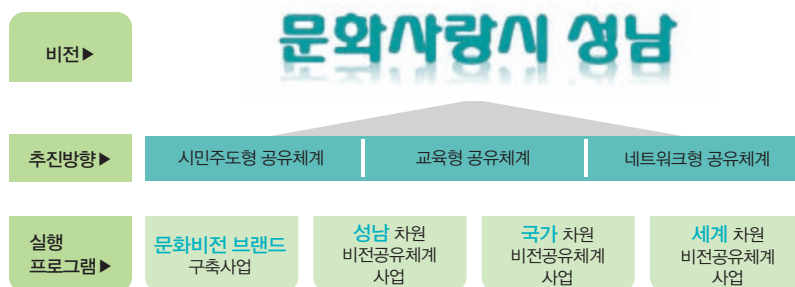 비전▶
문화사랑시 성남
추진방향▶
시민주도형 공유체계
교육형 공유체계
네트워크형 공유체계
실행
프로그램▶
문화비전 브랜드
구축사업
성남 차원
비전공유체계
사업
국가 차원
비전공유체계
사업
세계 차원
비전공유체계
사업